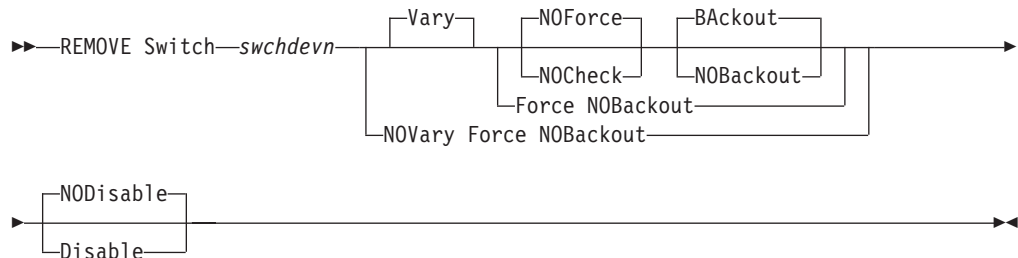 Vary NOForce BAckout
REMOVE Switch swchdevn
NOCheck NOBackout
Force NOBackout
NOVary Force NOBackout
NODisable
Disable